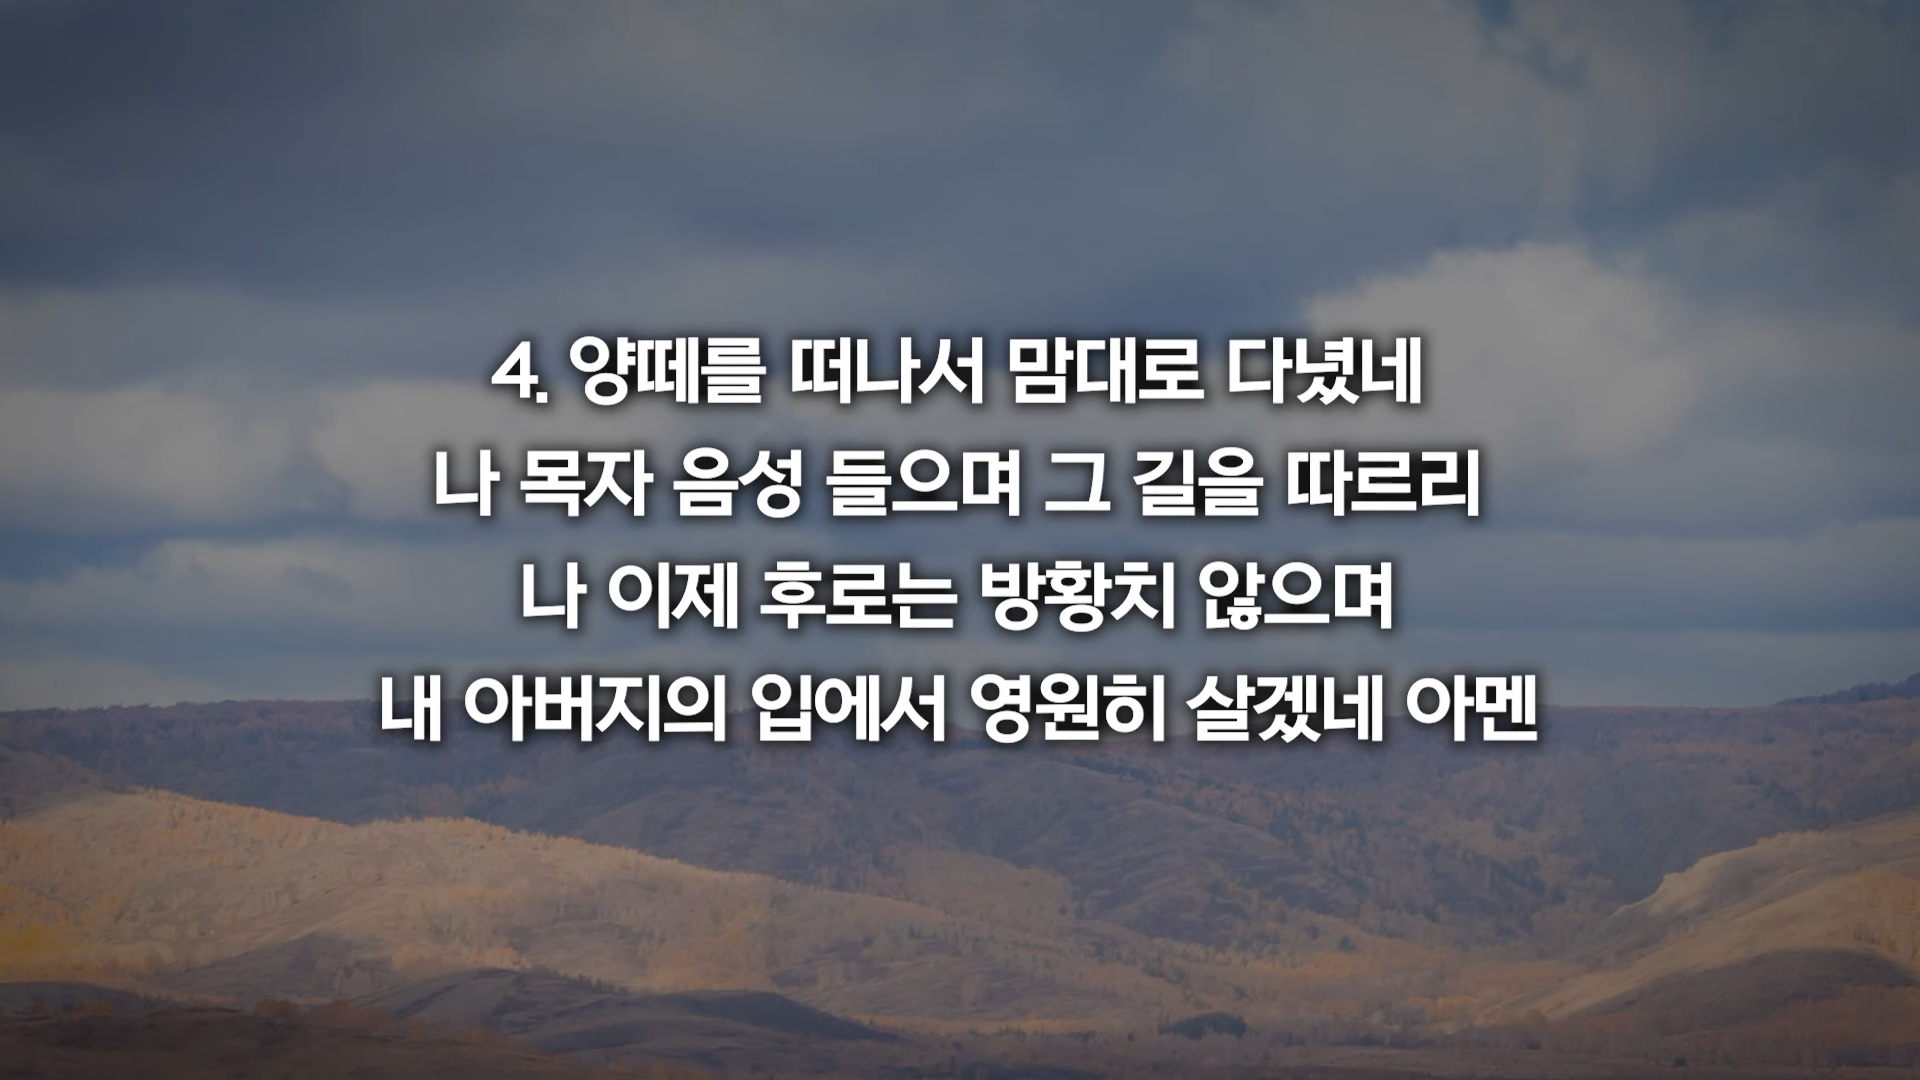 4. 양떼를 떠나서 맘대로 다녔네
나 목자 음성 들으며 그 길을 따르리
나 이제 후로는 방황치 않으며
내 아버지의 입에서 영원히 살겠네 아멘